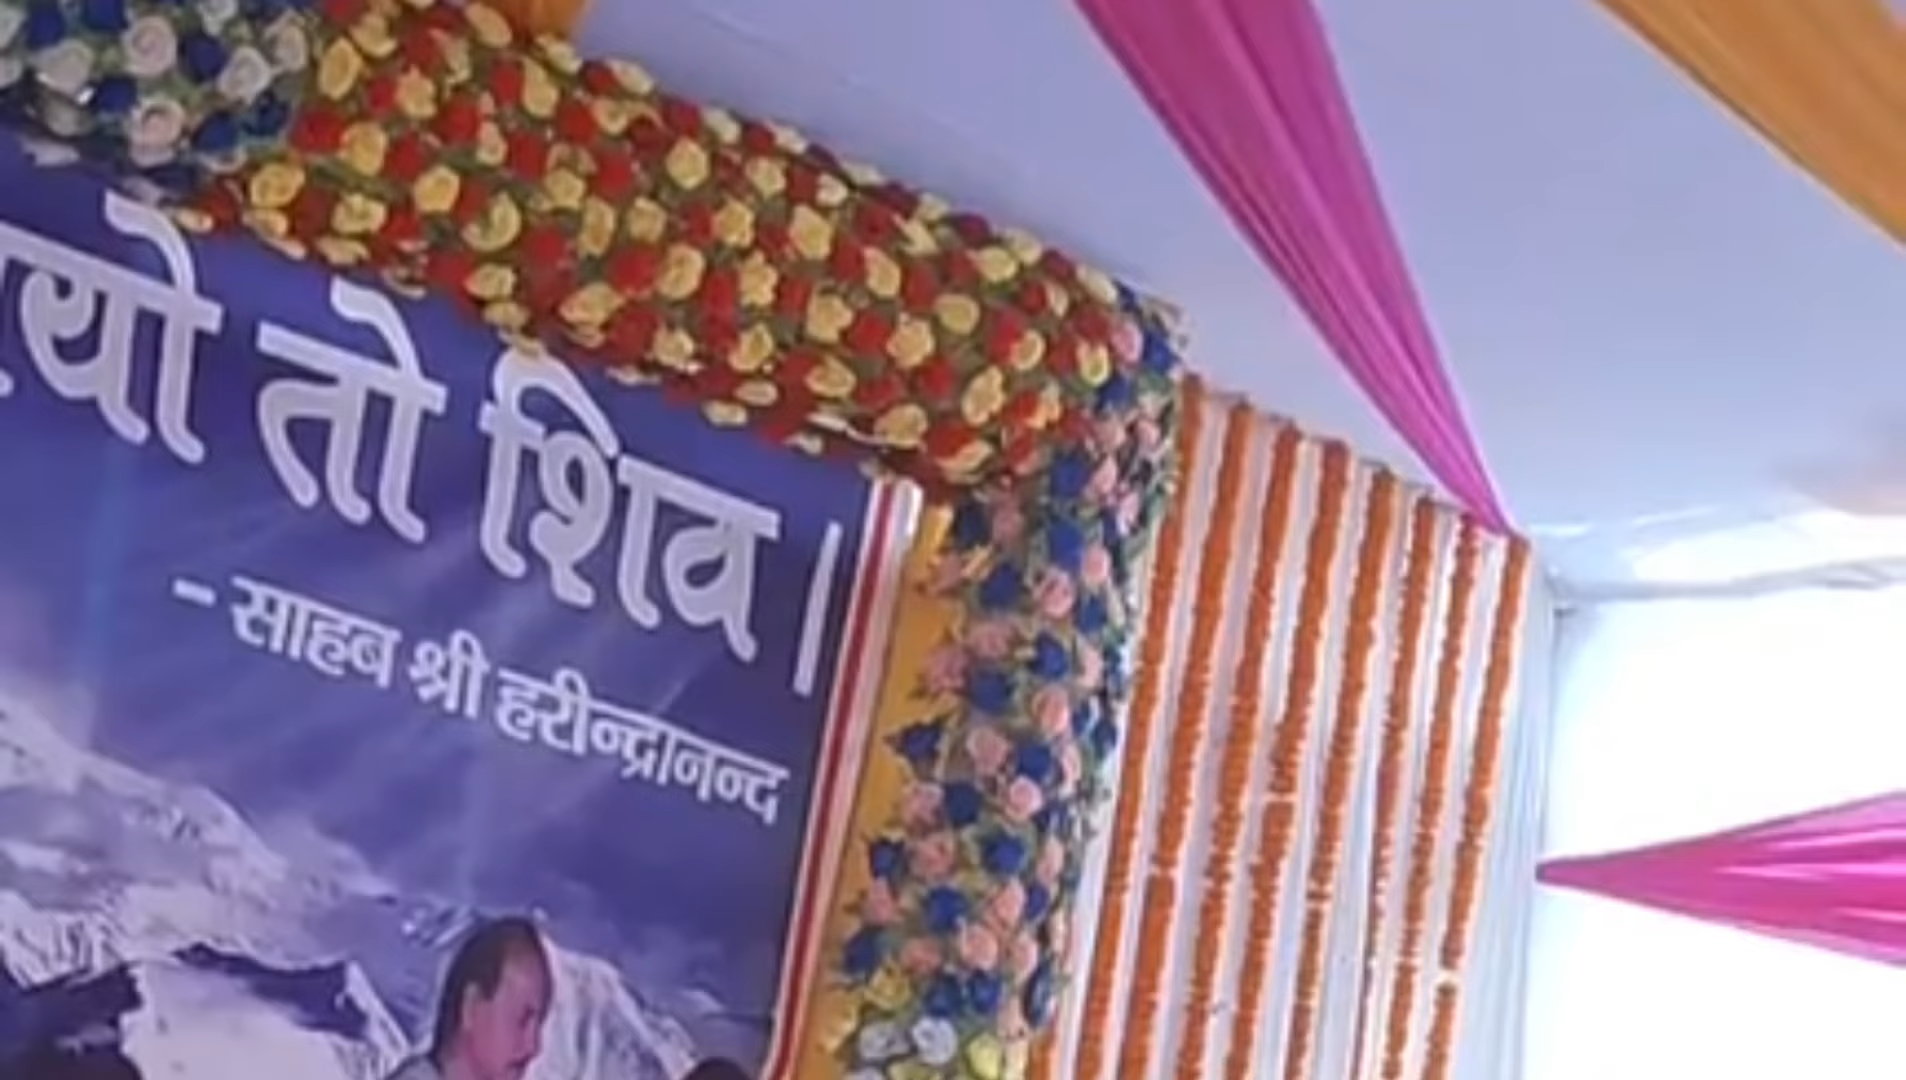 तो शिव।
- साहब श्री हरीन्द्रानन्द